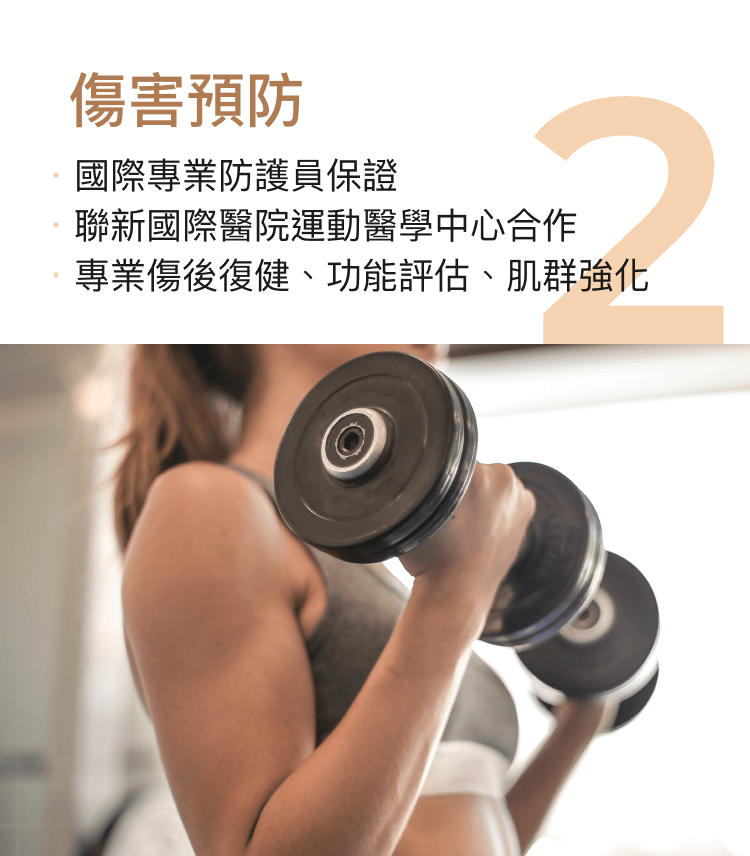 傷害預防
2
· 國際專業防護員保證
· 聯新國際醫院運動醫學中心合作
· 專業傷後復健、功能評估、肌群強化